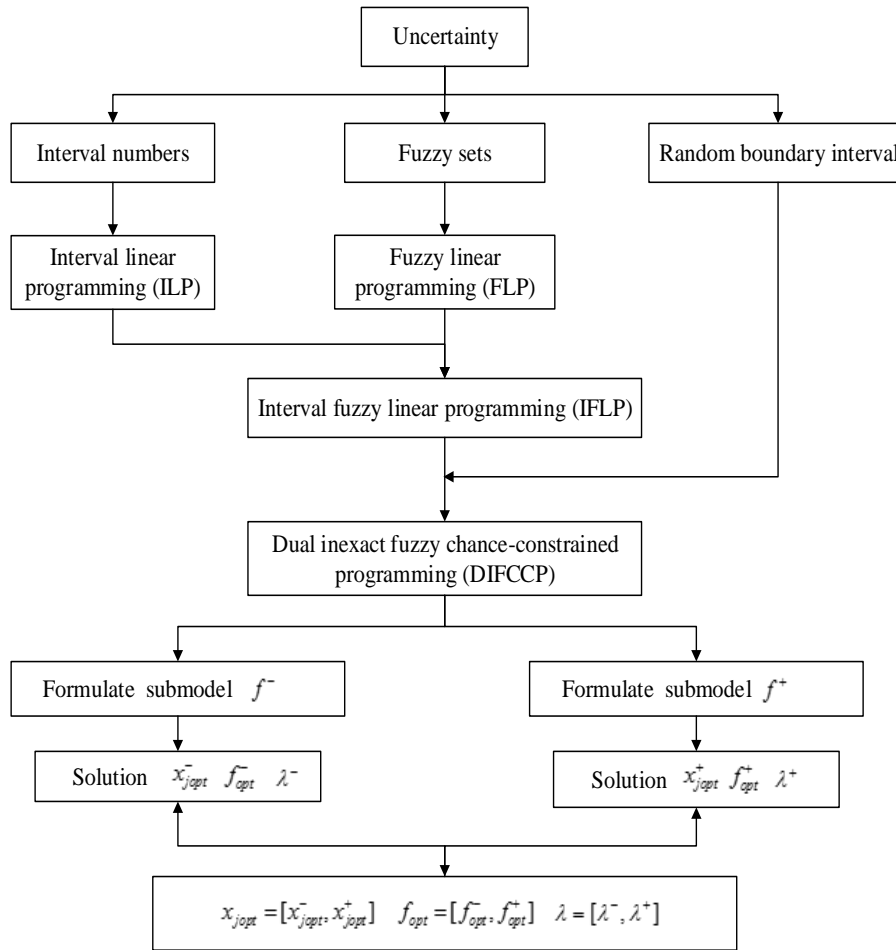 Uncertainty
Interval numbers
Fuzzy sets
Random boundary interval
Interval linear
programming (ILP)
Fuzzy linear
programming (FLP)
Interval fuzzy linear programming (IFLP)
Dual inexact fuzzy chance-constrained
programming (DIFCCP)
Formulate submodel f⁻
Formulate submodel f⁺
Solution x⁻jopt f⁻opt λ⁻
Solution x⁺jopt f⁺opt λ⁺
xjopt = [x⁻jopt, x⁺jopt] fopt = [f⁻opt, f⁺opt] λ = [λ⁻, λ⁺]